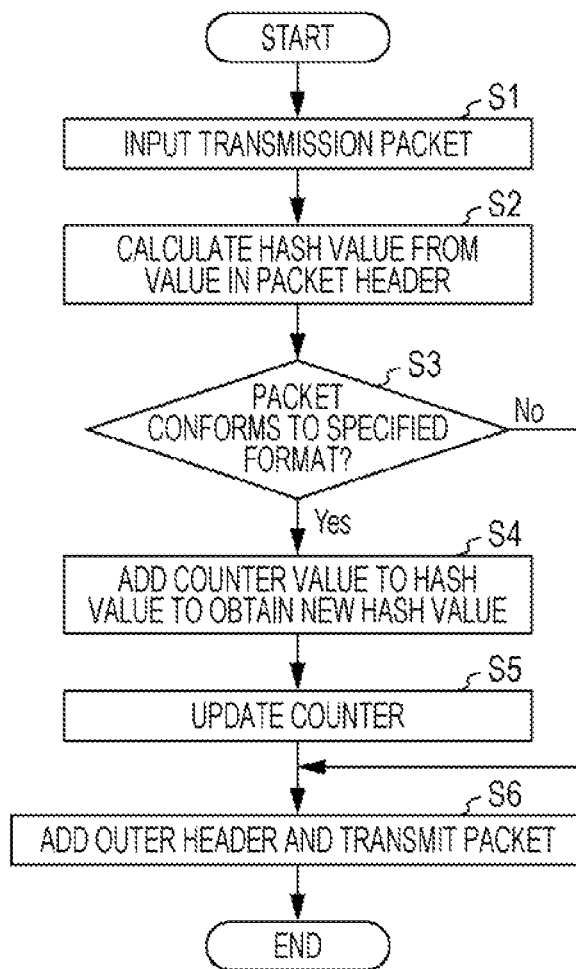 START
S1
INPUT TRANSMISSION PACKET
S2
CALCULATE HASH VALUE FROM
VALUE IN PACKET HEADER
S3
PACKET
CONFORMS TO SPECIFIED
FORMAT?
No
Yes
S4
ADD COUNTER VALUE TO HASH
VALUE TO OBTAIN NEW HASH VALUE
S5
UPDATE COUNTER
S6
ADD OUTER HEADER AND TRANSMIT PACKET
END